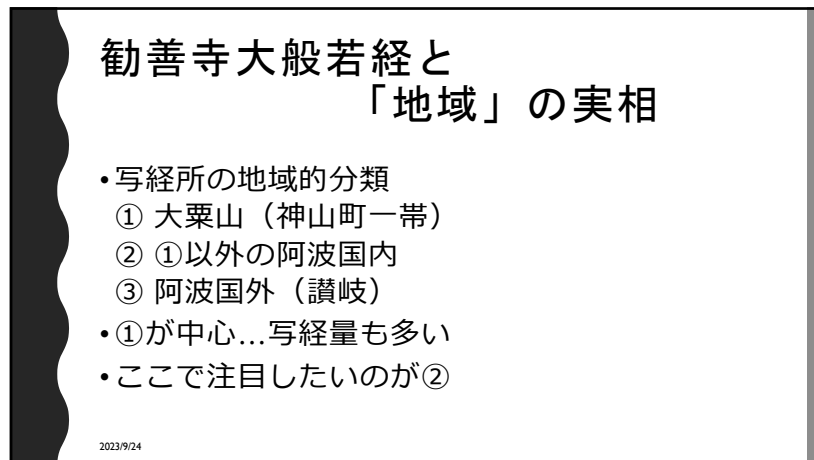 勧善寺大般若経と
「地域」の実相
•写経所の地域的分類
① 大粟山（神山町一帯）
② ①以外の阿波国内
③ 阿波国外（讃岐）
•①が中心…写経量も多い
•ここで注目したいのが②
2023/9/24